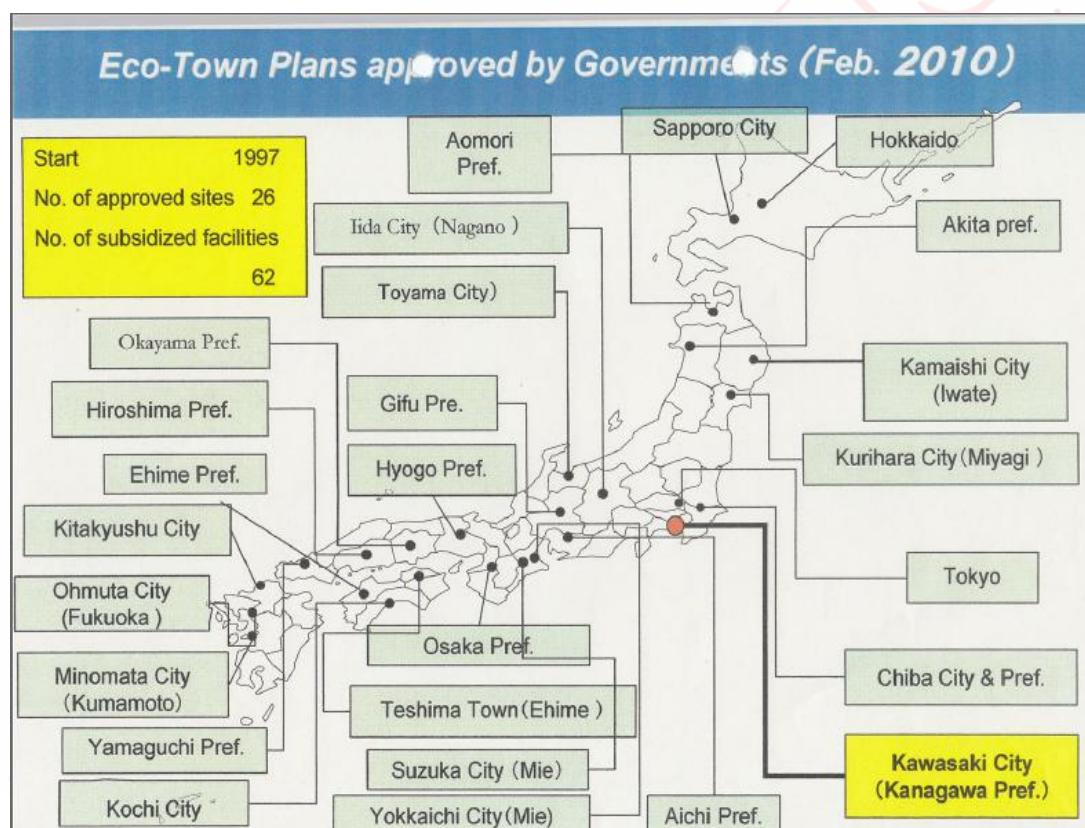 Eco-Town Plans approved by Governments (Feb. 2010)
Start 1997
No. of approved sites 26
No. of subsidized facilities
62
Aomori
Pref.
Sapporo City
Hokkaido
Iida City (Nagano )
Akita pref.
Toyama City)
Okayama Pref.
Kamaishi City
(Iwate)
Hiroshima Pref.
Gifu Pre.
Kurihara City(Miyagi )
Ehime Pref.
Hyogo Pref.
Kitakyushu City
Tokyo
Ohmuta City
(Fukuoka )
Osaka Pref.
Minomata City
(Kumamoto)
Chiba City & Pref.
Teshima Town(Ehime )
Yamaguchi Pref.
Suzuka City (Mie)
Kawasaki City
(Kanagawa Pref.)
Kochi City
Yokkaichi City(Mie)
Aichi Pref.